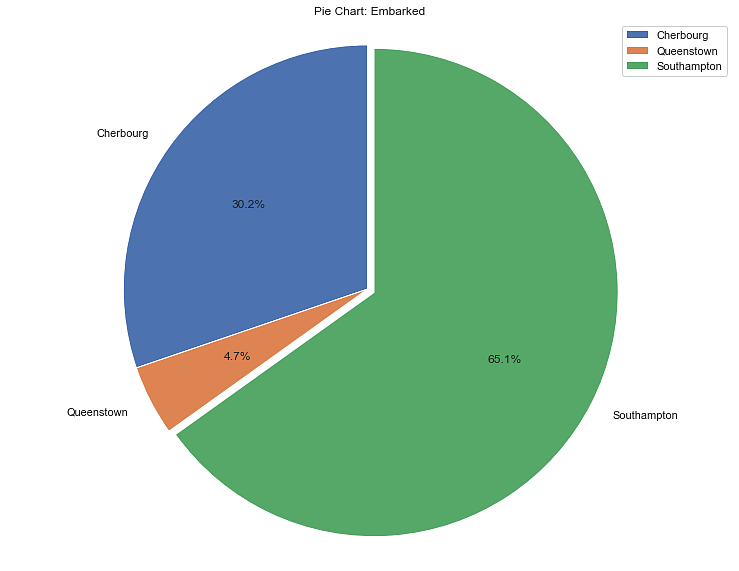 Pie Chart: Embarked
Cherbourg
Queenstown
Southampton
Cherbourg
30.2%
4.7%
65.1%
Queenstown
Southampton